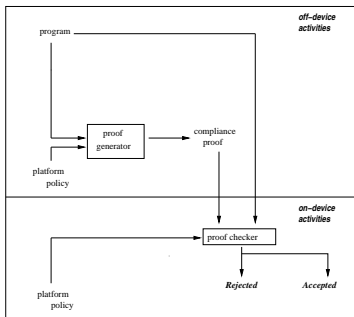 off-device
activities
program
proof
generator
compliance
proof
platform
policy
on-device
activities
proof checker
Rejected
Accepted
platform
policy